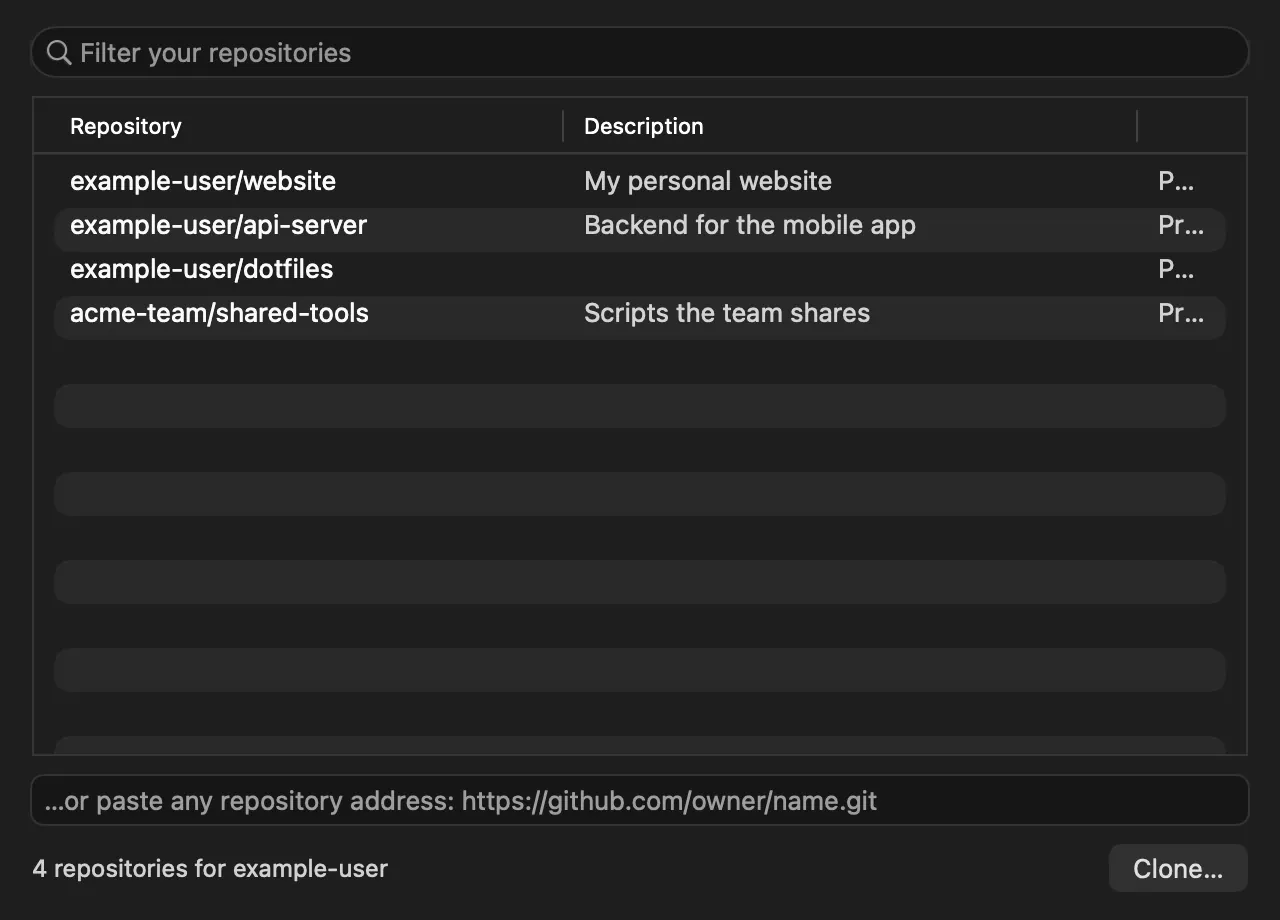 Filter your repositories
Repository Description
example-user/website My personal website P...
example-user/api-server Backend for the mobile app Pr...
example-user/dotfiles P...
acme-team/shared-tools Scripts the team shares Pr...
...or paste any repository address: https://github.com/owner/name.git
4 repositories for example-user Clone...